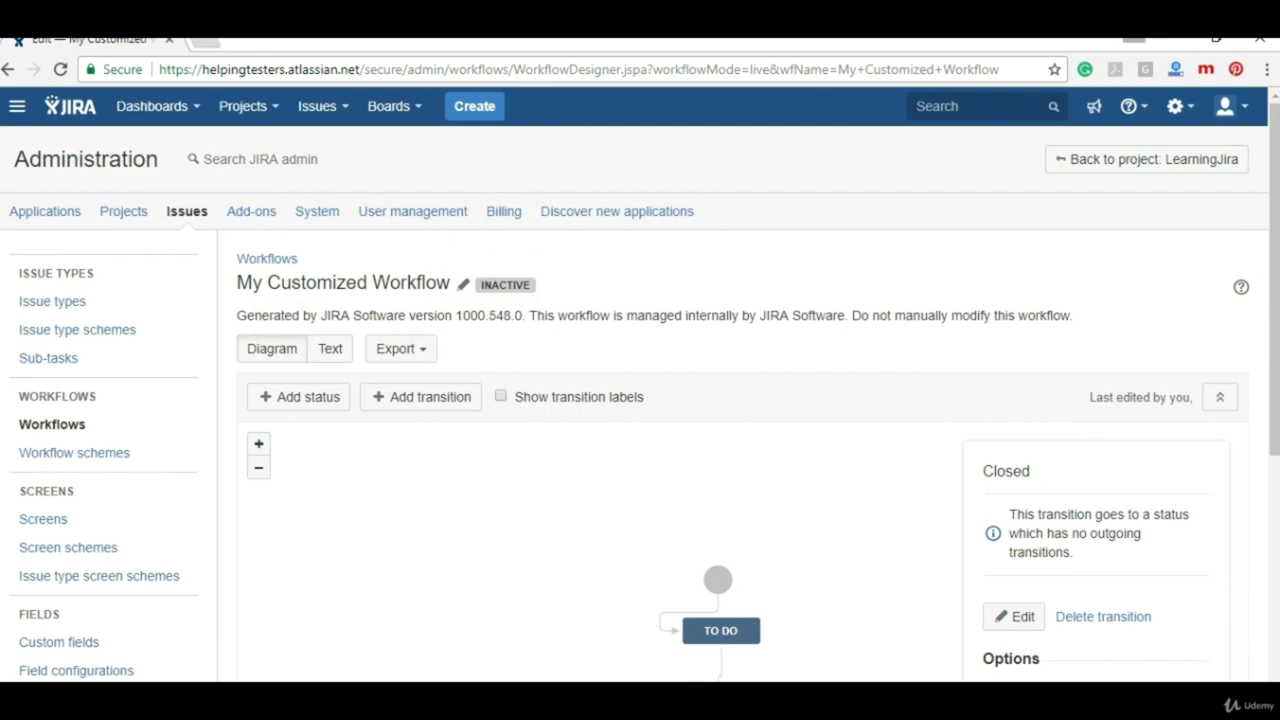 Edit — My Customized
Secure https://helpingtesters.atlassian.net/secure/admin/workflows/WorkflowDesigner.jspa?workflowMode=live&wfName=My+Customized+Workflow
JIRA Dashboards Projects Issues Boards Create Search
Administration Search JIRA admin Back to project: LearningJira
Applications Projects Issues Add-ons System User management Billing Discover new applications
ISSUE TYPES
Issue types
Issue type schemes
Sub-tasks
WORKFLOWS
Workflows
Workflow schemes
SCREENS
Screens
Screen schemes
Issue type screen schemes
FIELDS
Custom fields
Field configurations
Workflows
My Customized Workflow INACTIVE
Generated by JIRA Software version 1000.548.0. This workflow is managed internally by JIRA Software. Do not manually modify this workflow.
Diagram Text Export
+ Add status + Add transition Show transition labels Last edited by you,
+
−
TO DO
Closed
This transition goes to a status
which has no outgoing
transitions.
Edit Delete transition
Options
Udemy